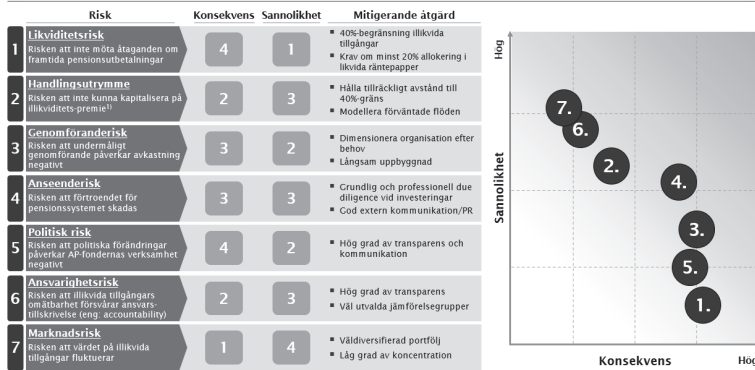 Risk Konsekvens Sannolikhet Mitigerande åtgärd
1 Likviditetsrisk
Risken att inte möta åtaganden om
framtida pensionsutbetalningar
4 1
▪ 40%-begränsning illikvida
tillgångar
▪ Krav om minst 20% allokering i
likvida räntepapper
2 Handlingsutrymme
Risken att inte kunna kapitalisera på
illikviditets-premie1)
2 3
▪ Hålla tillräckligt avstånd till
40%-gräns
▪ Modellera förväntade flöden
3 Genomföranderisk
Risken att undermåligt
genomförande påverkar avkastning
negativt
3 2
▪ Dimensionera organisation efter
behov
▪ Långsam uppbyggnad
4 Anseenderisk
Risken att förtroendet för
pensionssystemet skadas
3 3
▪ Grundlig och professionell due
diligence vid investeringar
▪ God extern kommunikation/PR
5 Politisk risk
Risken att politiska förändringar
påverkar AP-fondernas verksamhet
negativt
4 2
▪ Hög grad av transparens och
kommunikation
6 Ansvarighetsrisk
Risken att illikvida tillgångars
omätbarhet försvårar ansvars-
tillskrivelse (eng: accountability)
2 3
▪ Hög grad av transparens
▪ Väl utvalda jämförelsegrupper
7 Marknadsrisk
Risken att värdet på illikvida
tillgångar fluktuerar
1 4
▪ Väldiversifierad portfölj
▪ Låg grad av koncentration
Hög
Sannolikhet
7.
6.
2.
4.
3.
5.
1.
Konsekvens Hög